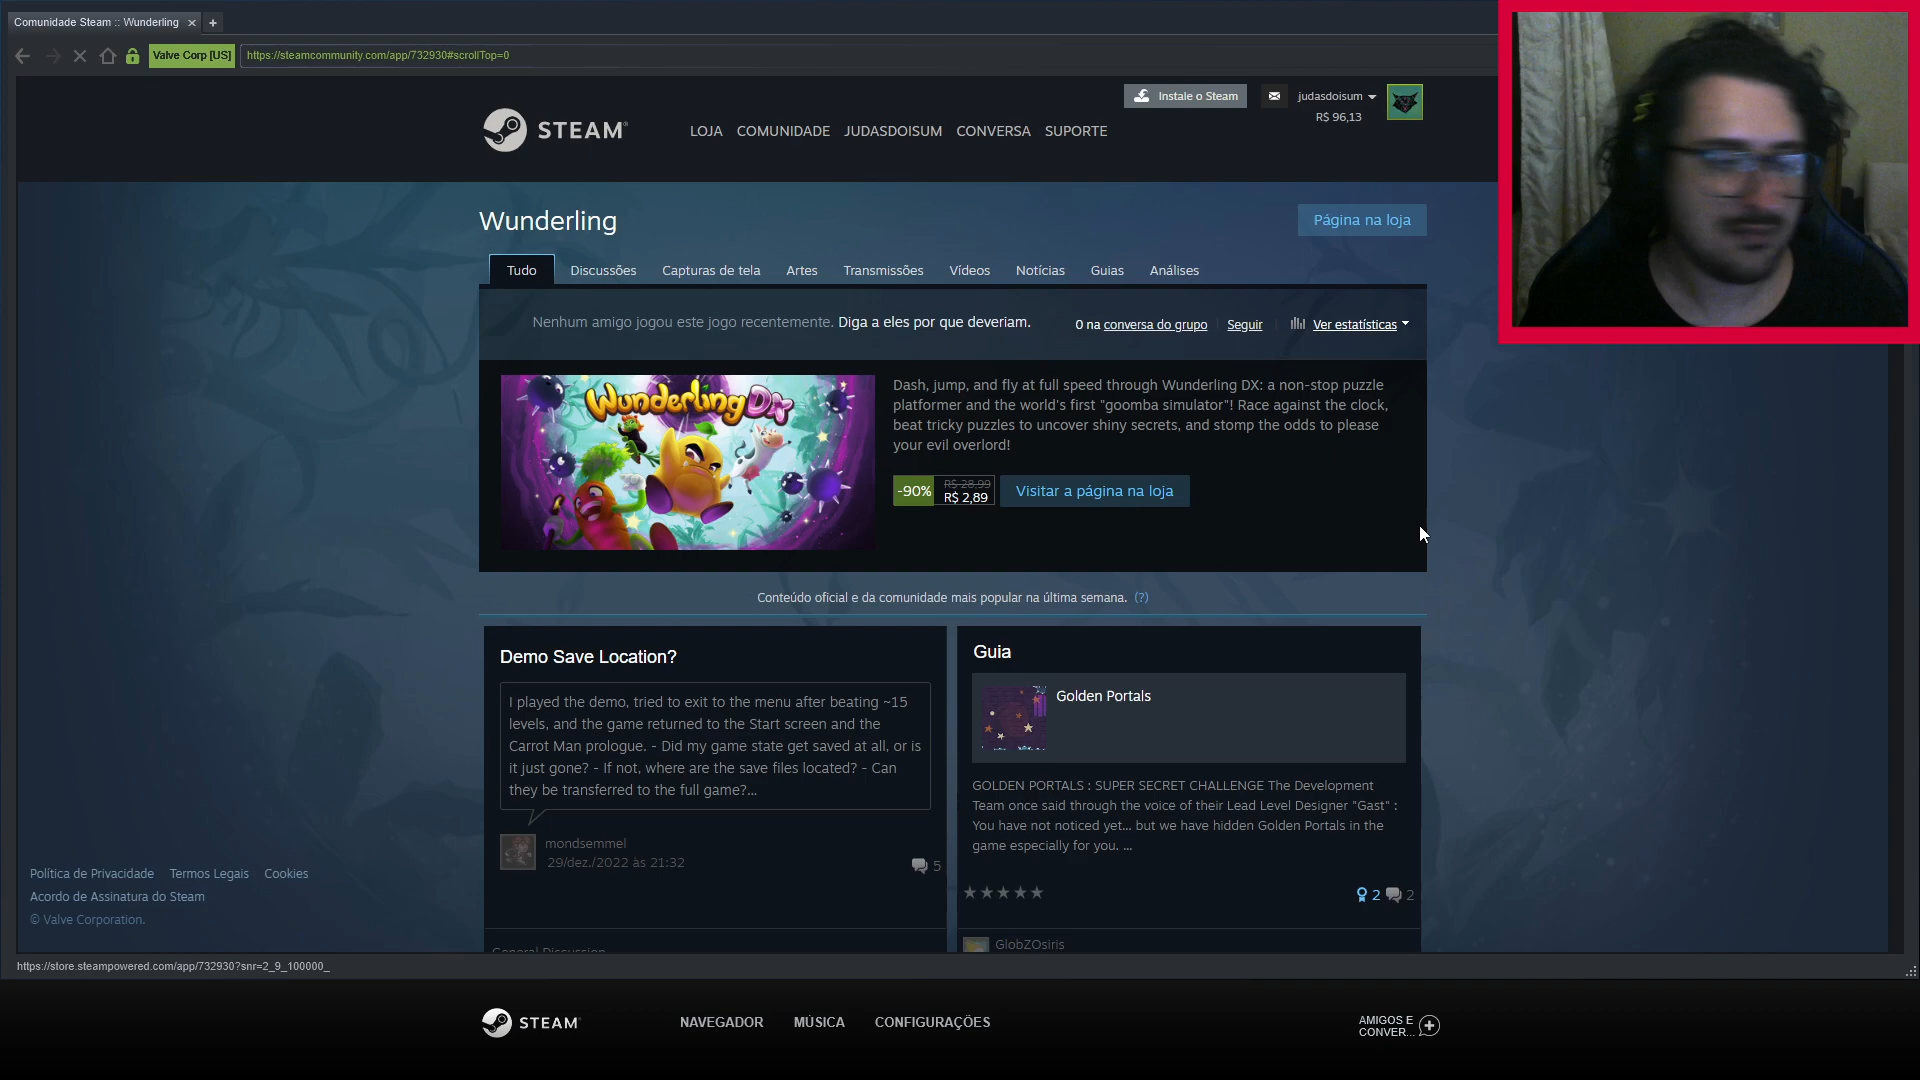 Comunidade Steam :: Wunderling
Valve Corp [US]
https://steamcommunity.com/app/732930#scrollTop=0
Instale o Steam
judasdoisum
R$ 96,13
STEAM®
LOJA COMUNIDADE JUDASDOISUM CONVERSA SUPORTE
Wunderling
Página na loja
Tudo Discussões Capturas de tela Artes Transmissões Vídeos Notícias Guias Análises
Nenhum amigo jogou este jogo recentemente. Diga a eles por que deveriam.
0 na conversa do grupo Seguir Ver estatísticas
Wunderling DX
Dash, jump, and fly at full speed through Wunderling DX: a non-stop puzzle
platformer and the world's first "goomba simulator"! Race against the clock,
beat tricky puzzles to uncover shiny secrets, and stomp the odds to please
your evil overlord!
-90% R$ 28,99
R$ 2,89
Visitar a página na loja
Conteúdo oficial e da comunidade mais popular na última semana. (?)
Demo Save Location?
I played the demo, tried to exit to the menu after beating ~15
levels, and the game returned to the Start screen and the
Carrot Man prologue. - Did my game state get saved at all, or is
it just gone? - If not, where are the save files located? - Can
they be transferred to the full game?...
mondsemmel
29/dez./2022 às 21:32
5
General Discussion
Guia
Golden Portals
GOLDEN PORTALS : SUPER SECRET CHALLENGE The Development
Team once said through the voice of their Lead Level Designer "Gast" :
You have not noticed yet... but we have hidden Golden Portals in the
game especially for you. ...
2 2
GlobZOsiris
Política de Privacidade Termos Legais Cookies
Acordo de Assinatura do Steam
© Valve Corporation.
https://store.steampowered.com/app/732930?snr=2_9_100000_
STEAM
NAVEGADOR MÚSICA CONFIGURAÇÕES
AMIGOS E
CONVER...